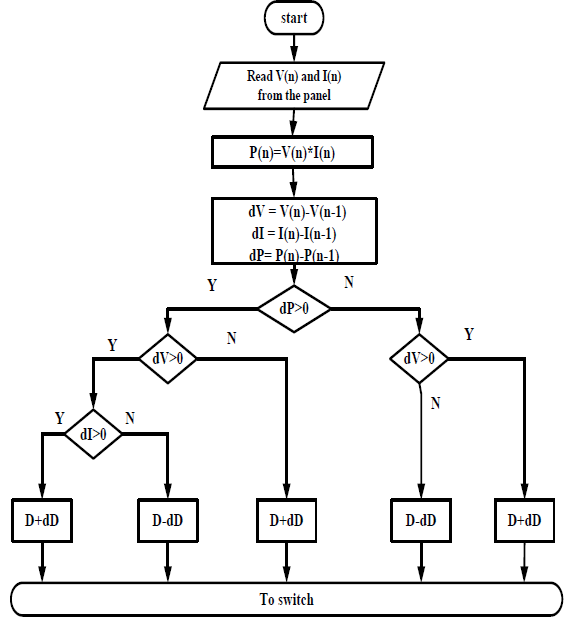 start
Read V(n) and I(n)
from the panel
P(n)=V(n)*I(n)
dV = V(n)-V(n-1)
dI = I(n)-I(n-1)
dP= P(n)-P(n-1)
Y
N
dP>0
Y
N
Y
dV>0
dV>0
N
Y
N
dI>0
D+dD
D-dD
D+dD
D-dD
D+dD
To switch